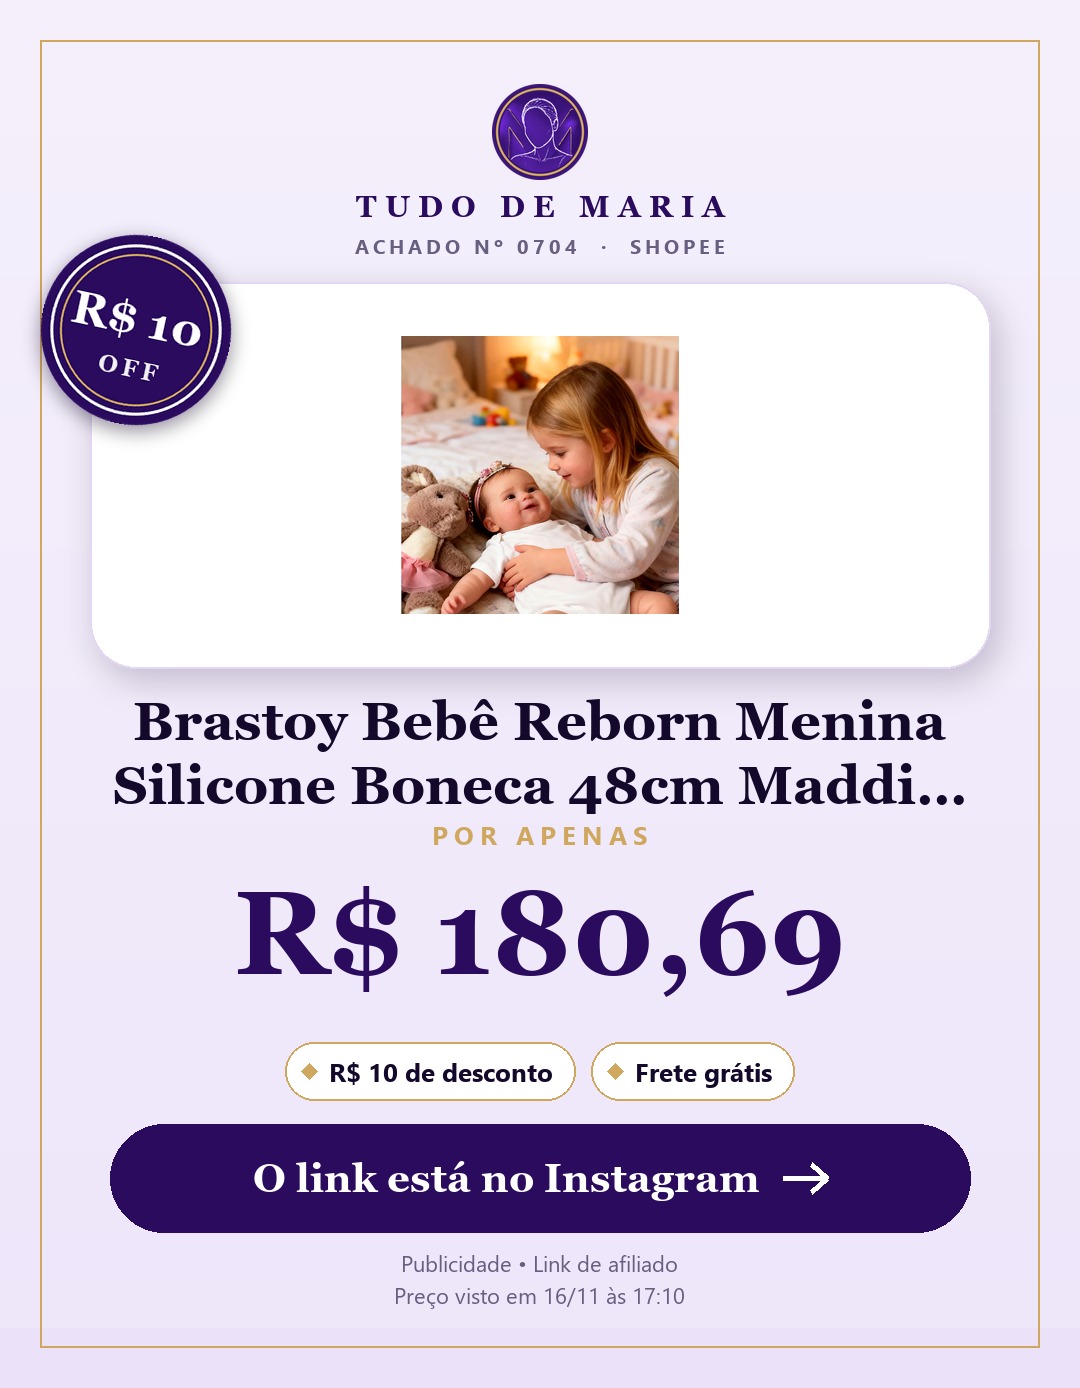 TUDO DE MARIA
ACHADO Nº 0704 · SHOPEE
R$ 10
OFF
Brastoy Bebê Reborn Menina
Silicone Boneca 48cm Maddi...
POR APENAS
R$ 180,69
R$ 10 de desconto
Frete grátis
O link está no Instagram →
Publicidade • Link de afiliado
Preço visto em 16/11 às 17:10